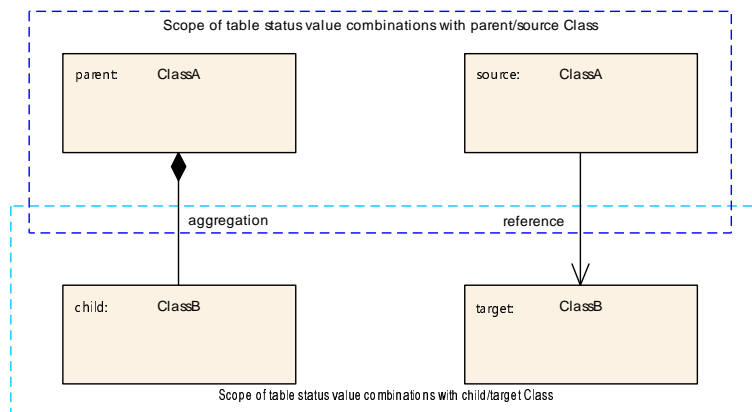 Scope of table status value combinations with parent/source Class
parent: ClassA
source: ClassA
aggregation
reference
child: ClassB
target: ClassB
Scope of table status value combinations with child/target Class